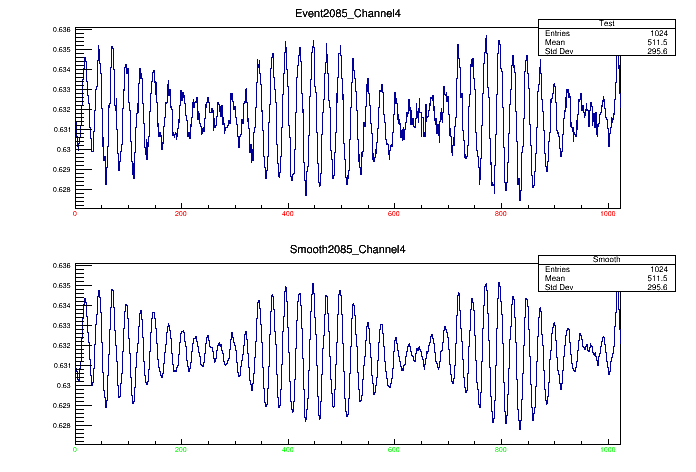 Event2085_Channel4
Test
Entries 1024
Mean 511.5
Std Dev 295.6
0.636
0.635
0.634
0.633
0.632
0.631
0.63
0.629
0.628
0 200 400 600 800 1000
Smooth2085_Channel4
Smooth
Entries 1024
Mean 511.5
Std Dev 295.6
0.636
0.635
0.634
0.633
0.632
0.631
0.63
0.629
0.628
0 200 400 600 800 1000